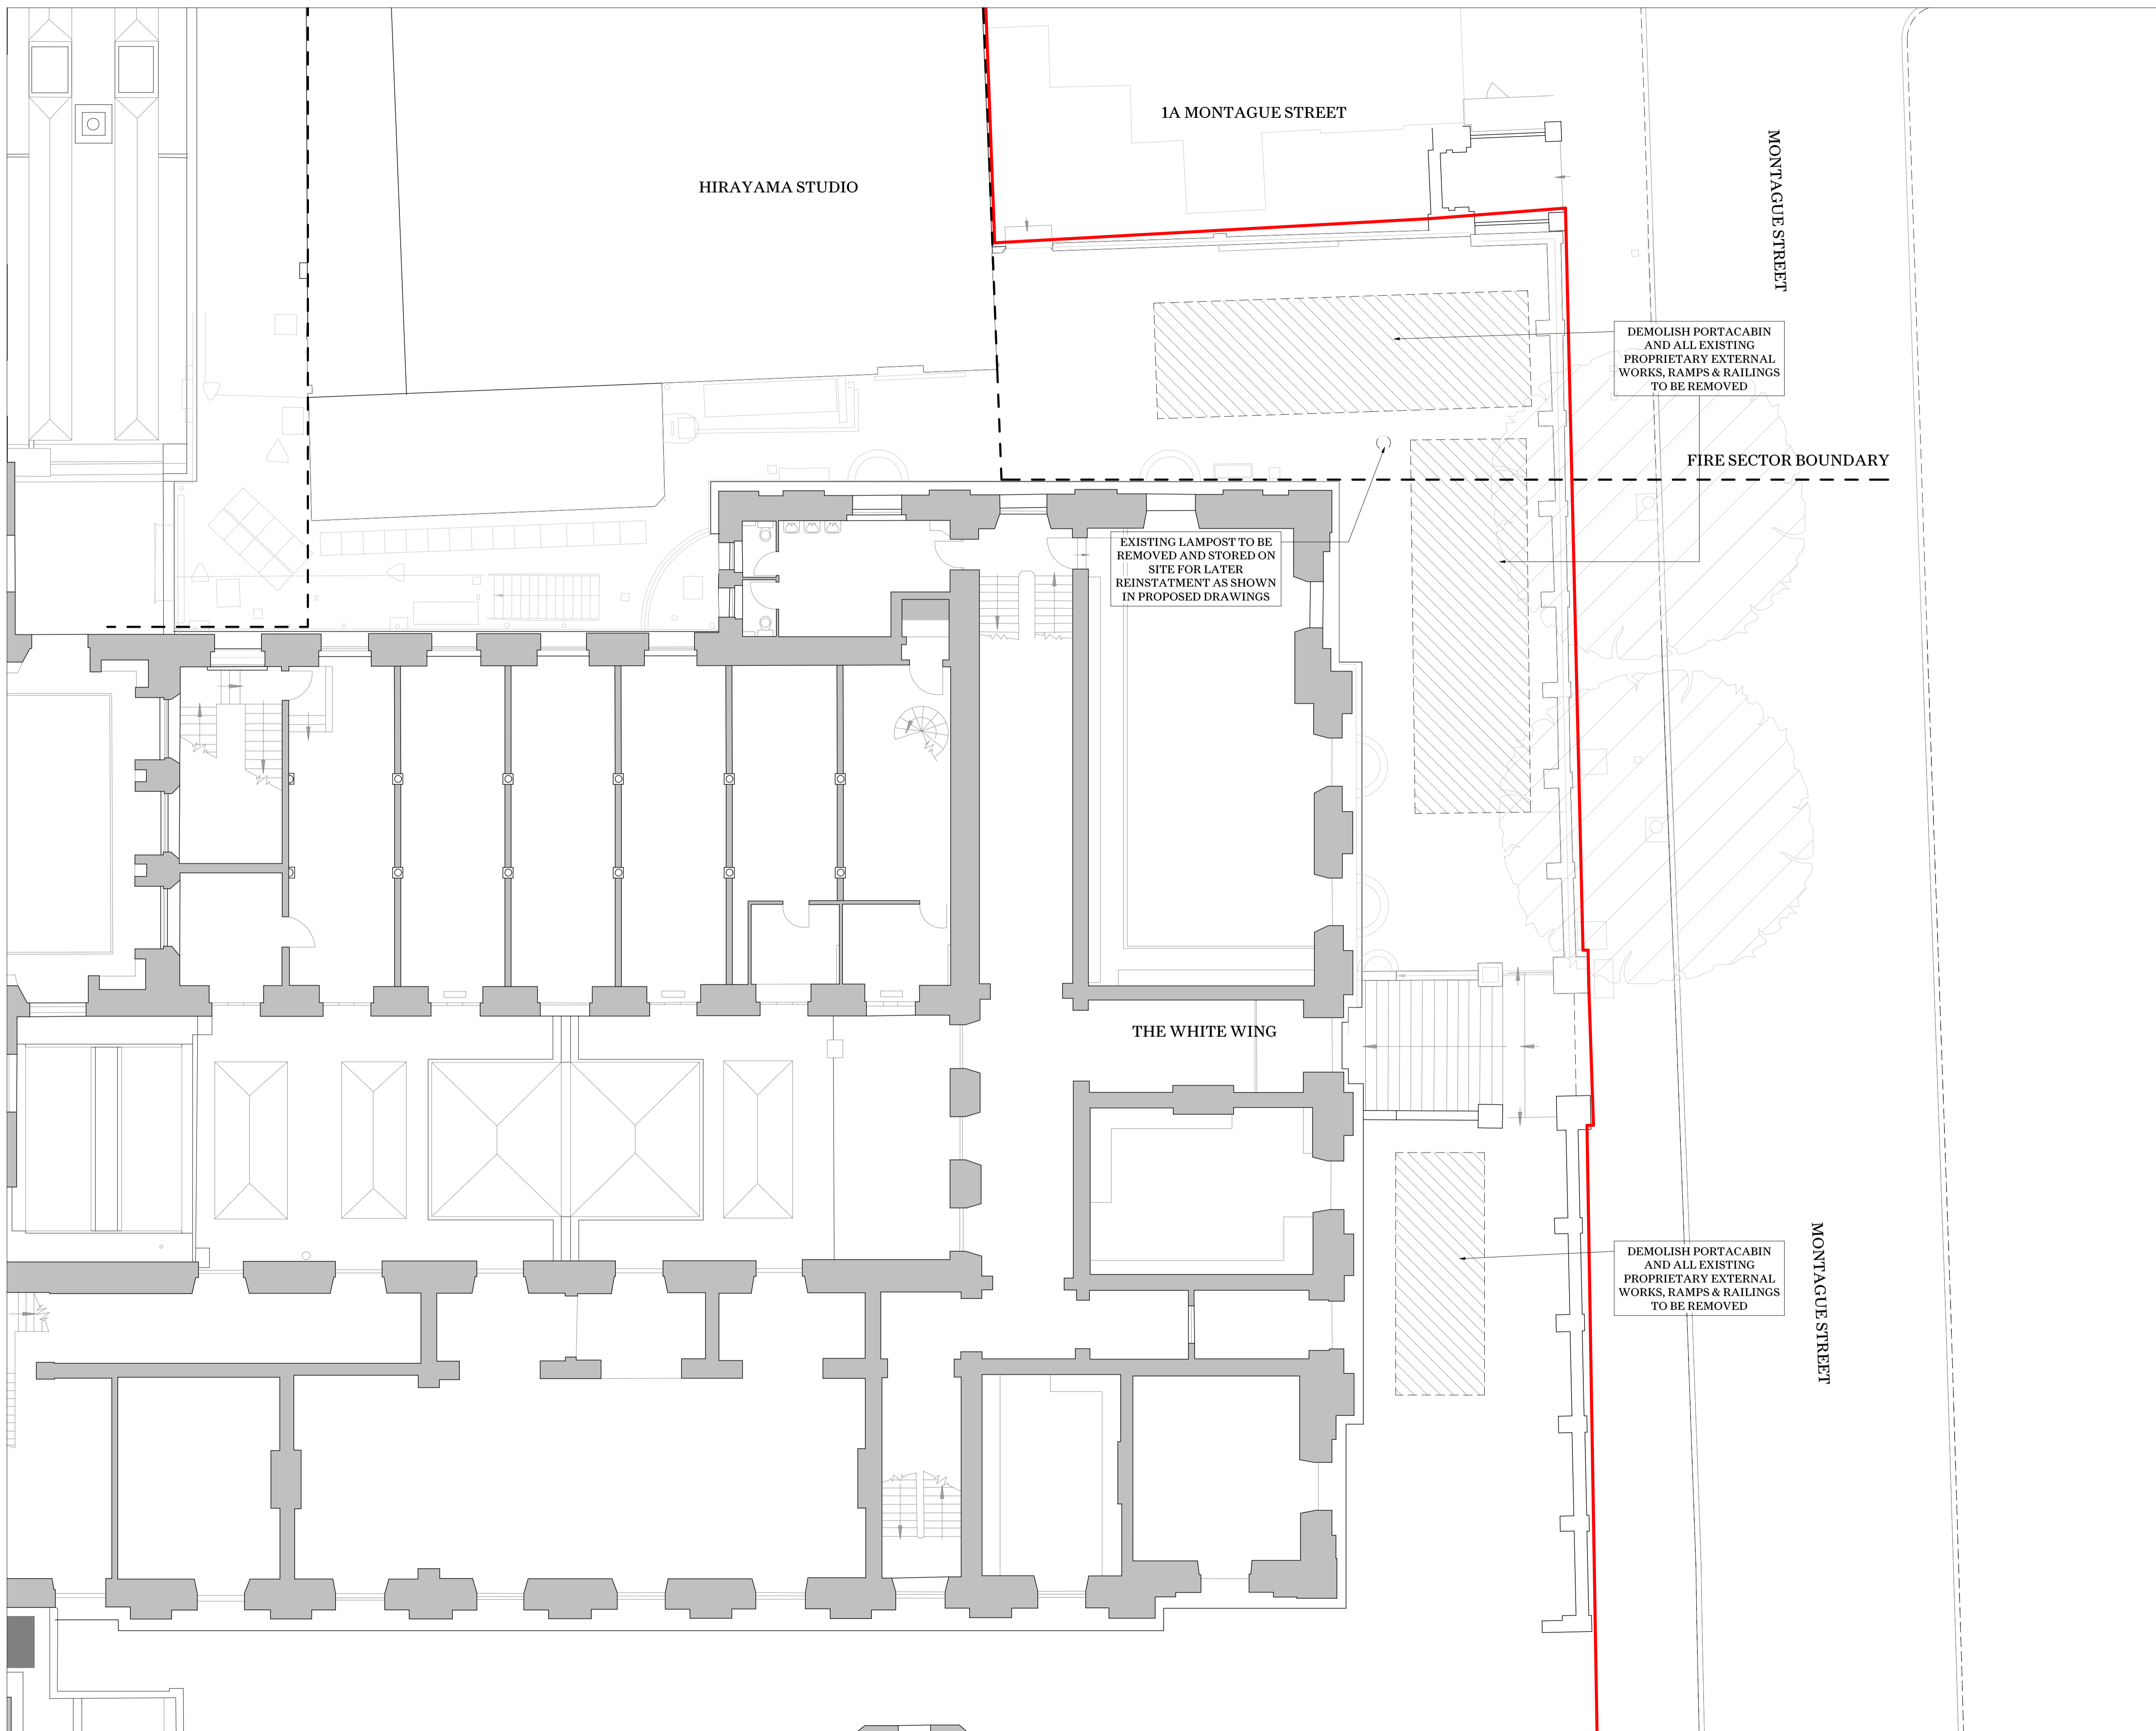 1A MONTAGUE STREET
MONTAGUE STREET
HIRAYAMA STUDIO
DEMOLISH PORTACABIN
AND ALL EXISTING
PROPRIETARY EXTERNAL
WORKS, RAMPS & RAILINGS
TO BE REMOVED
FIRE SECTOR BOUNDARY
EXISTING LAMPOST TO BE
REMOVED AND STORED ON
SITE FOR LATER
REINSTATMENT AS SHOWN
IN PROPOSED DRAWINGS
THE WHITE WING
DEMOLISH PORTACABIN
AND ALL EXISTING
PROPRIETARY EXTERNAL
WORKS, RAMPS & RAILINGS
TO BE REMOVED
MONTAGUE STREET